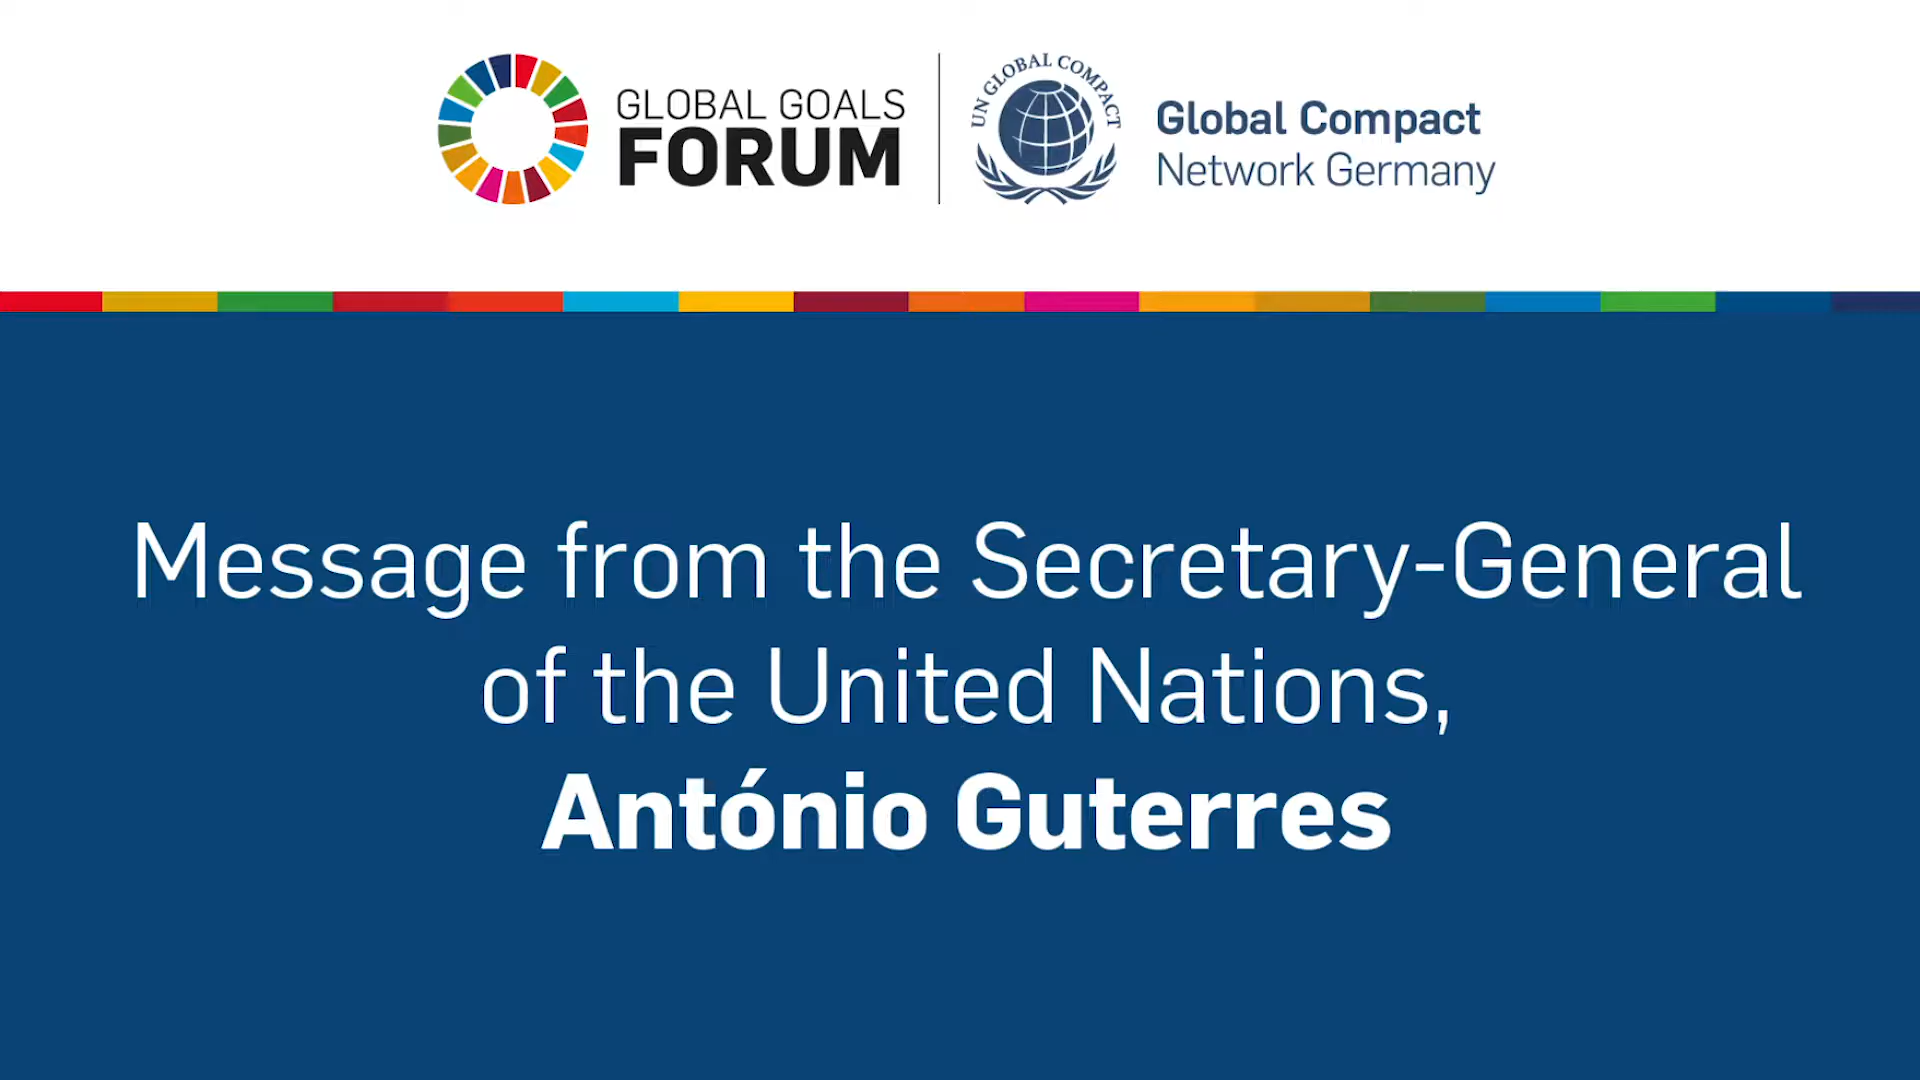 GLOBAL GOALS
FORUM
UN GLOBAL COMPACT
Global Compact
Network Germany
Message from the Secretary-General
of the United Nations,
António Guterres